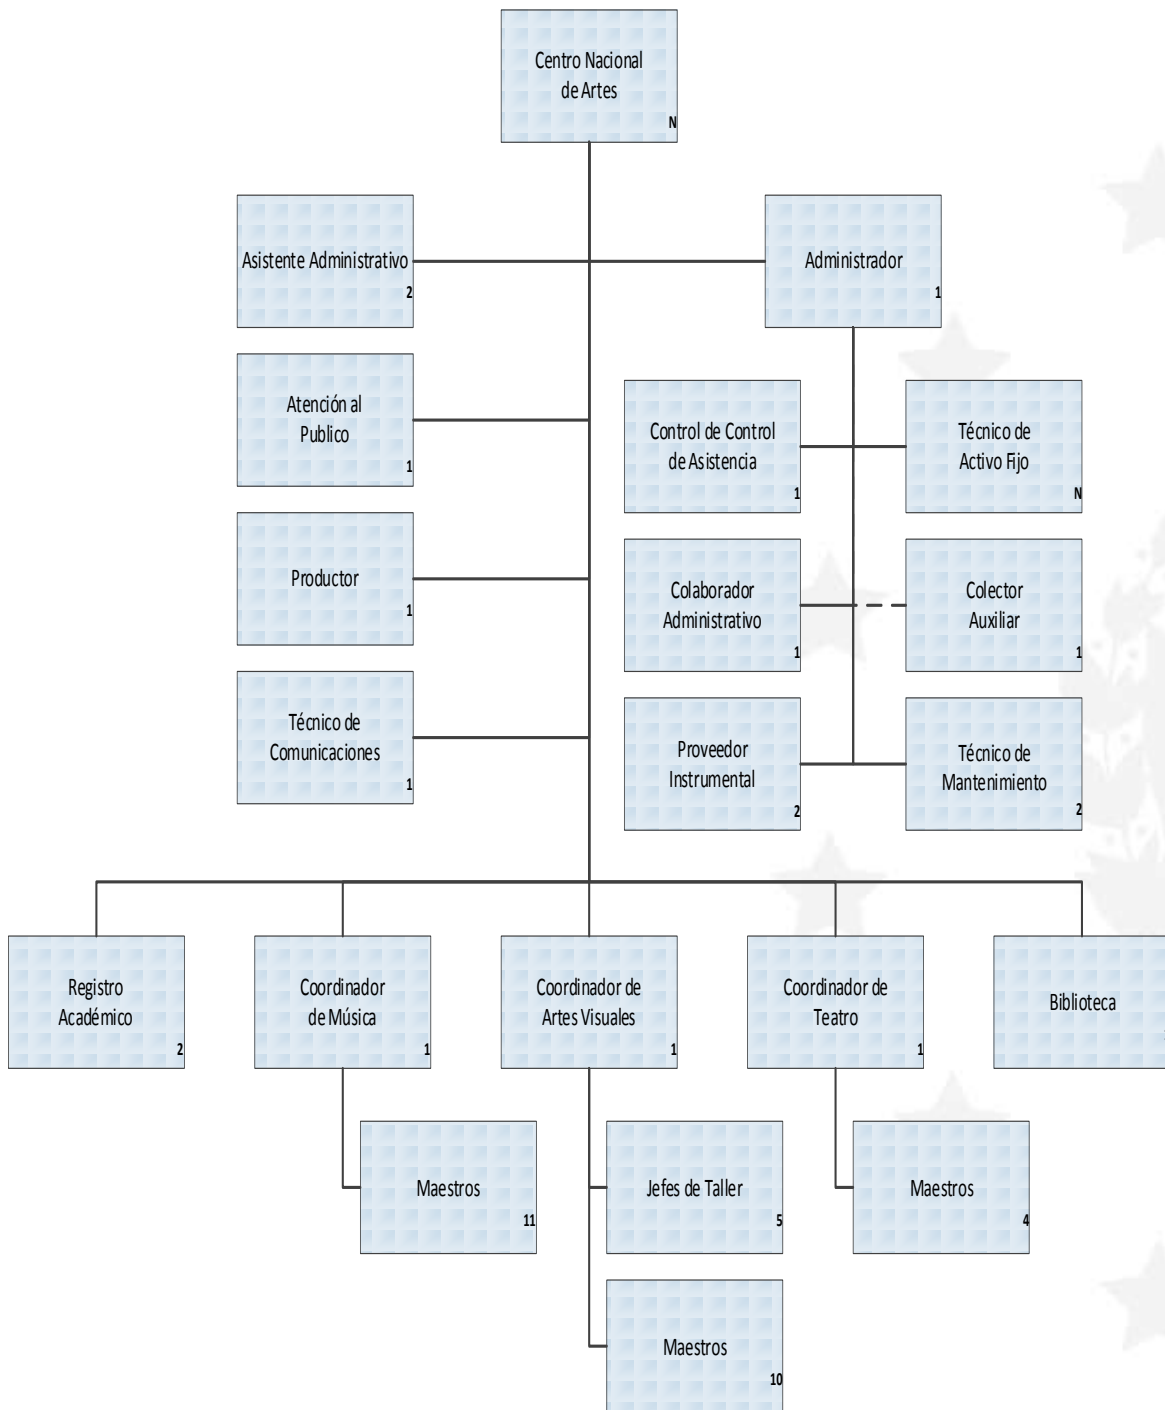 Centro Nacional
de Artes
N
Asistente Administrativo
2
Administrador
1
Atención al
Publico
1
Control de Control
de Asistencia
1
Técnico de
Activo Fijo
N
Productor
1
Colaborador
Administrativo
1
Colector
Auxiliar
1
Técnico de
Comunicaciones
1
Proveedor
Instrumental
2
Técnico de
Mantenimiento
2
Registro
Académico
2
Coordinador
de Música
1
Coordinador de
Artes Visuales
1
Coordinador de
Teatro
1
Biblioteca
Maestros
11
Jefes de Taller
5
Maestros
4
Maestros
10